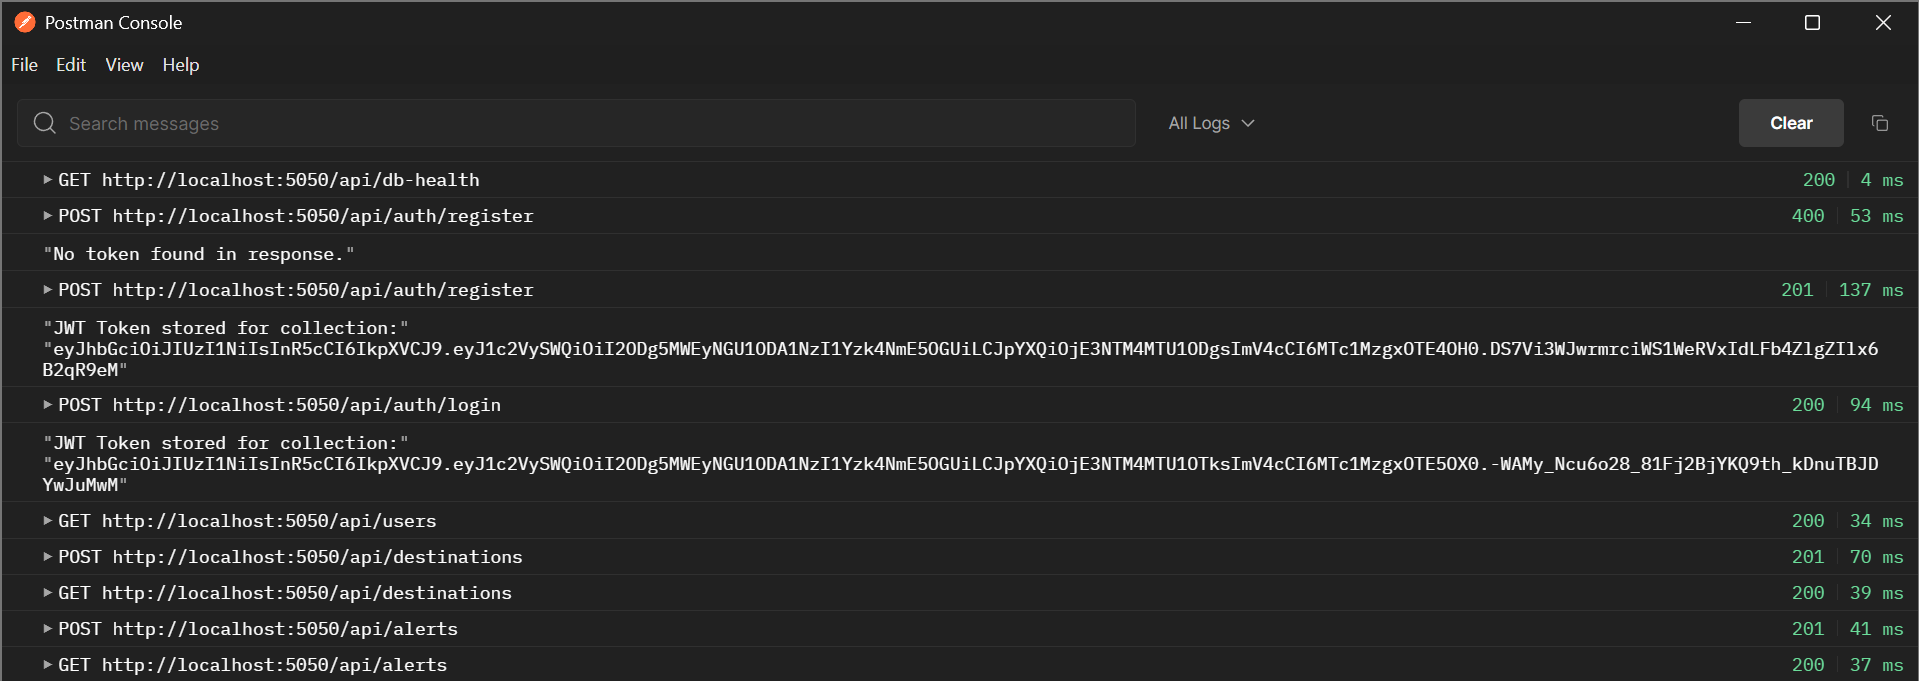 Postman Console
File Edit View Help
Search messages All Logs Clear
GET http://localhost:5050/api/db-health 200 4 ms
POST http://localhost:5050/api/auth/register 400 53 ms
"No token found in response."
POST http://localhost:5050/api/auth/register 201 137 ms
"JWT Token stored for collection:"
"eyJhbGciOiJIUzI1NiIsInR5cCI6IkpXVCJ9.eyJ1c2VySWQiOiI2ODg5MWEyNGU1ODA1NzI1Yzk4NmE5OGUiLCJpYXQiOjE3NTM4MTU1ODgsImV4cCI6MTc1MzgxOTE4OH0.DS7Vi3WJwrmrciWS1WeRVxIdLFb4ZlgZIlx6
B2qR9eM"
POST http://localhost:5050/api/auth/login 200 94 ms
"JWT Token stored for collection:"
"eyJhbGciOiJIUzI1NiIsInR5cCI6IkpXVCJ9.eyJ1c2VySWQiOiI2ODg5MWEyNGU1ODA1NzI1Yzk4NmE5OGUiLCJpYXQiOjE3NTM4MTU1OTksImV4cCI6MTc1MzgxOTE5OX0.-WAMy_Ncu6o28_81Fj2BjYKQ9th_kDnuTBJD
YwJuMwM"
GET http://localhost:5050/api/users 200 34 ms
POST http://localhost:5050/api/destinations 201 70 ms
GET http://localhost:5050/api/destinations 200 39 ms
POST http://localhost:5050/api/alerts 201 41 ms
GET http://localhost:5050/api/alerts 200 37 ms